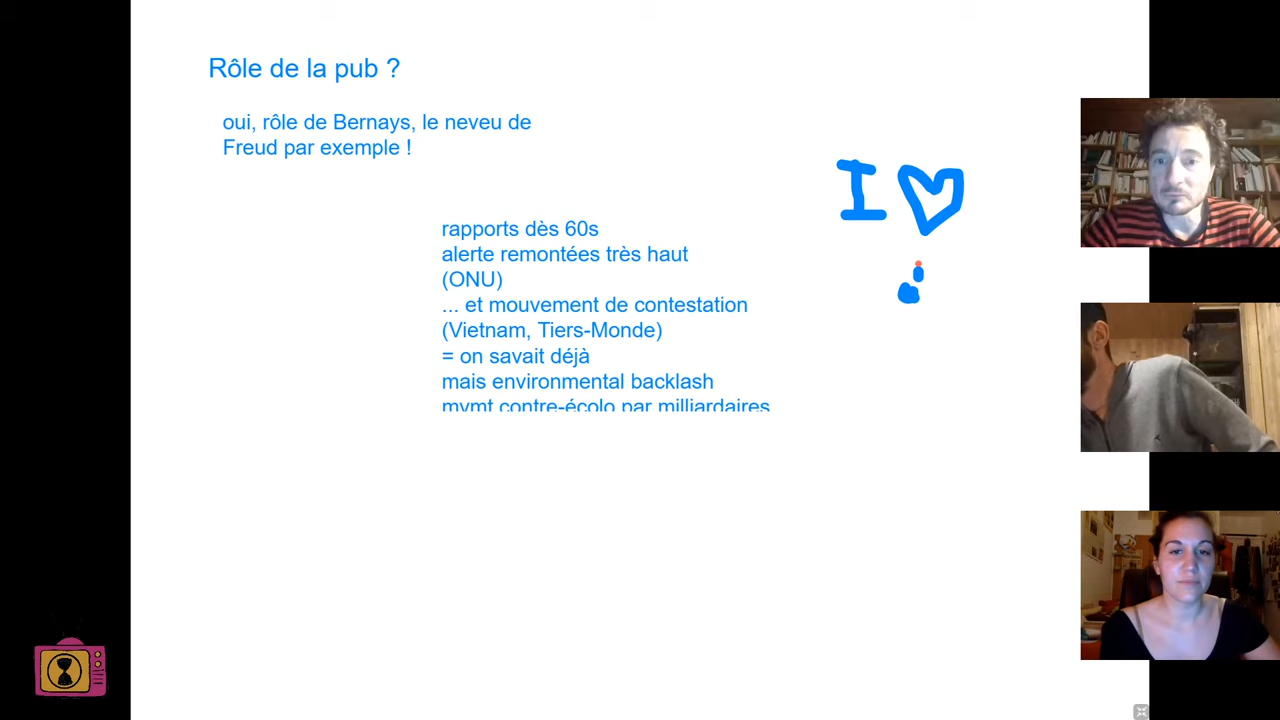 Rôle de la pub ?
oui, rôle de Bernays, le neveu de
Freud par exemple !
I
rapports dès 60s
alerte remontées très haut
(ONU)
... et mouvement de contestation
(Vietnam, Tiers-Monde)
= on savait déjà
mais environmental backlash
mvmt contre-écolo par milliardaires